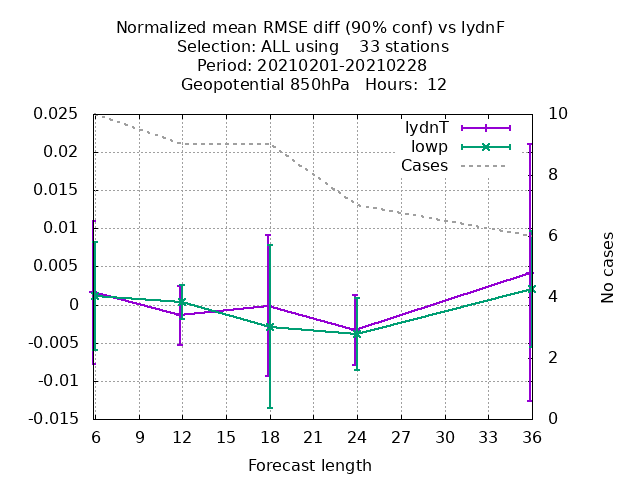 Normalized mean RMSE diff (90% conf) vs IydnF
Selection: ALL using    33 stations
Period: 20210201-20210228
Geopotential 850hPa   Hours:  12
IydnT
lowp
Cases
0.025
0.02
0.015
0.01
0.005
0
-0.005
-0.01
-0.015
10
8
6
4
2
0
No cases
6 9 12 15 18 21 24 27 30 33 36
Forecast length